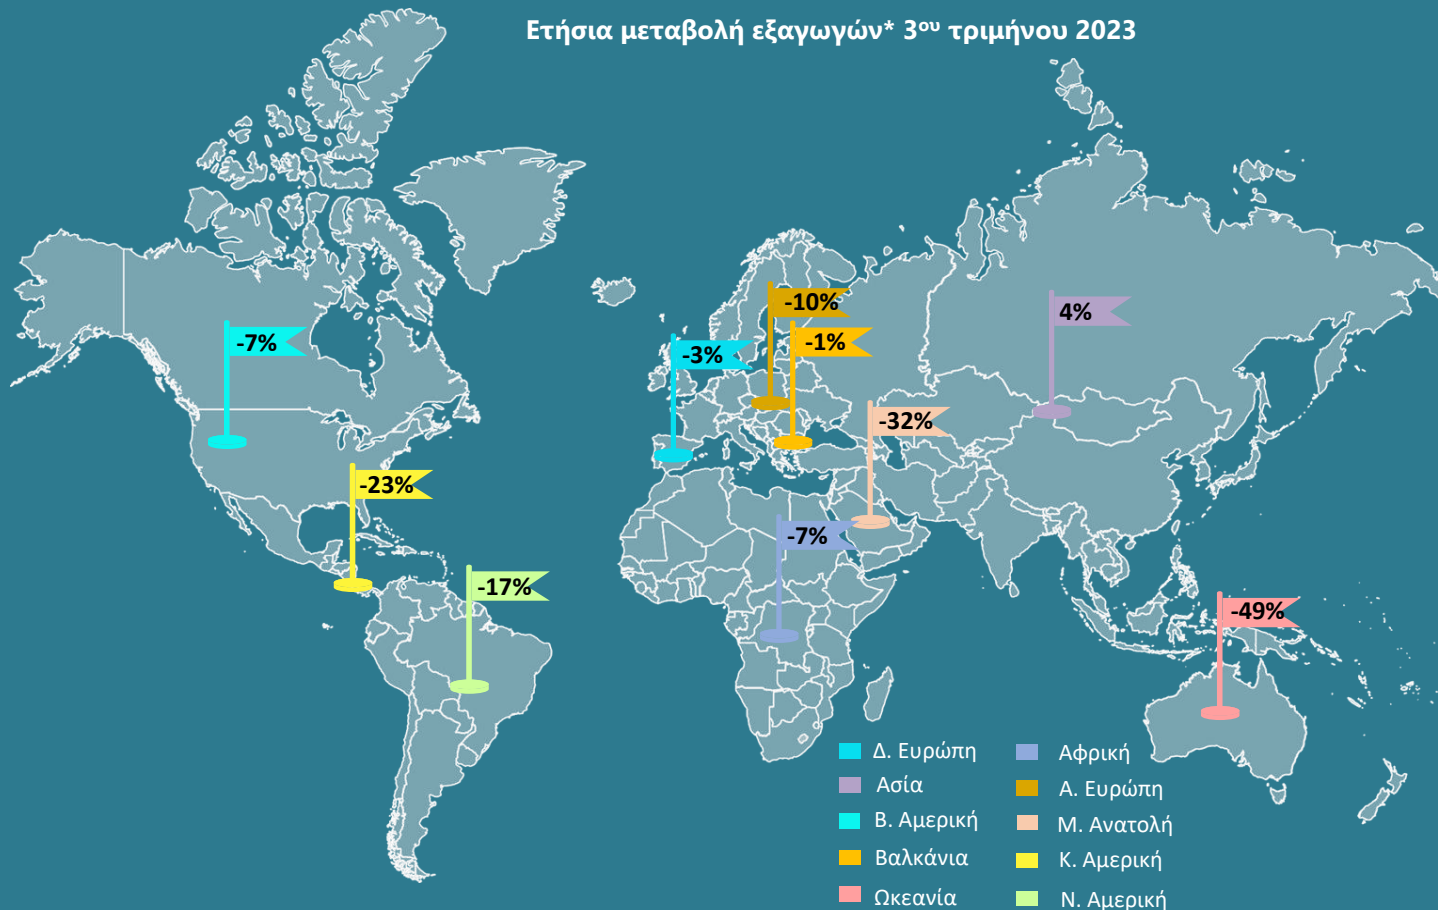 Ετήσια μεταβολή εξαγωγών* 3ου τριμήνου 2023
-10%
4%
-7%
-3%
-1%
-32%
-23%
-7%
-17%
-49%
Δ. Ευρώπη
Ασία
Β. Αμερική
Βαλκάνια
Ωκεανία
Αφρική
Α. Ευρώπη
Μ. Ανατολή
Κ. Αμερική
Ν. Αμερική